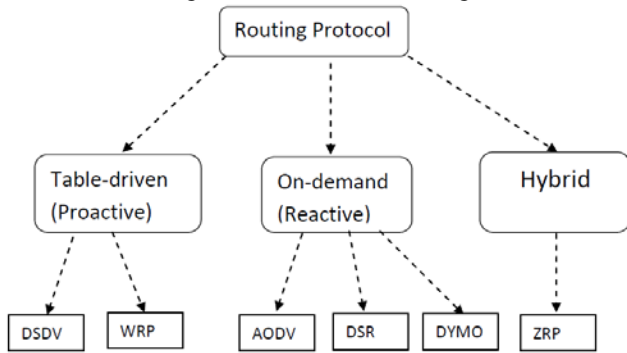 Routing Protocol
Table-driven
(Proactive)
On-demand
(Reactive)
Hybrid
DSDV
WRP
AODV
DSR
DYMO
ZRP